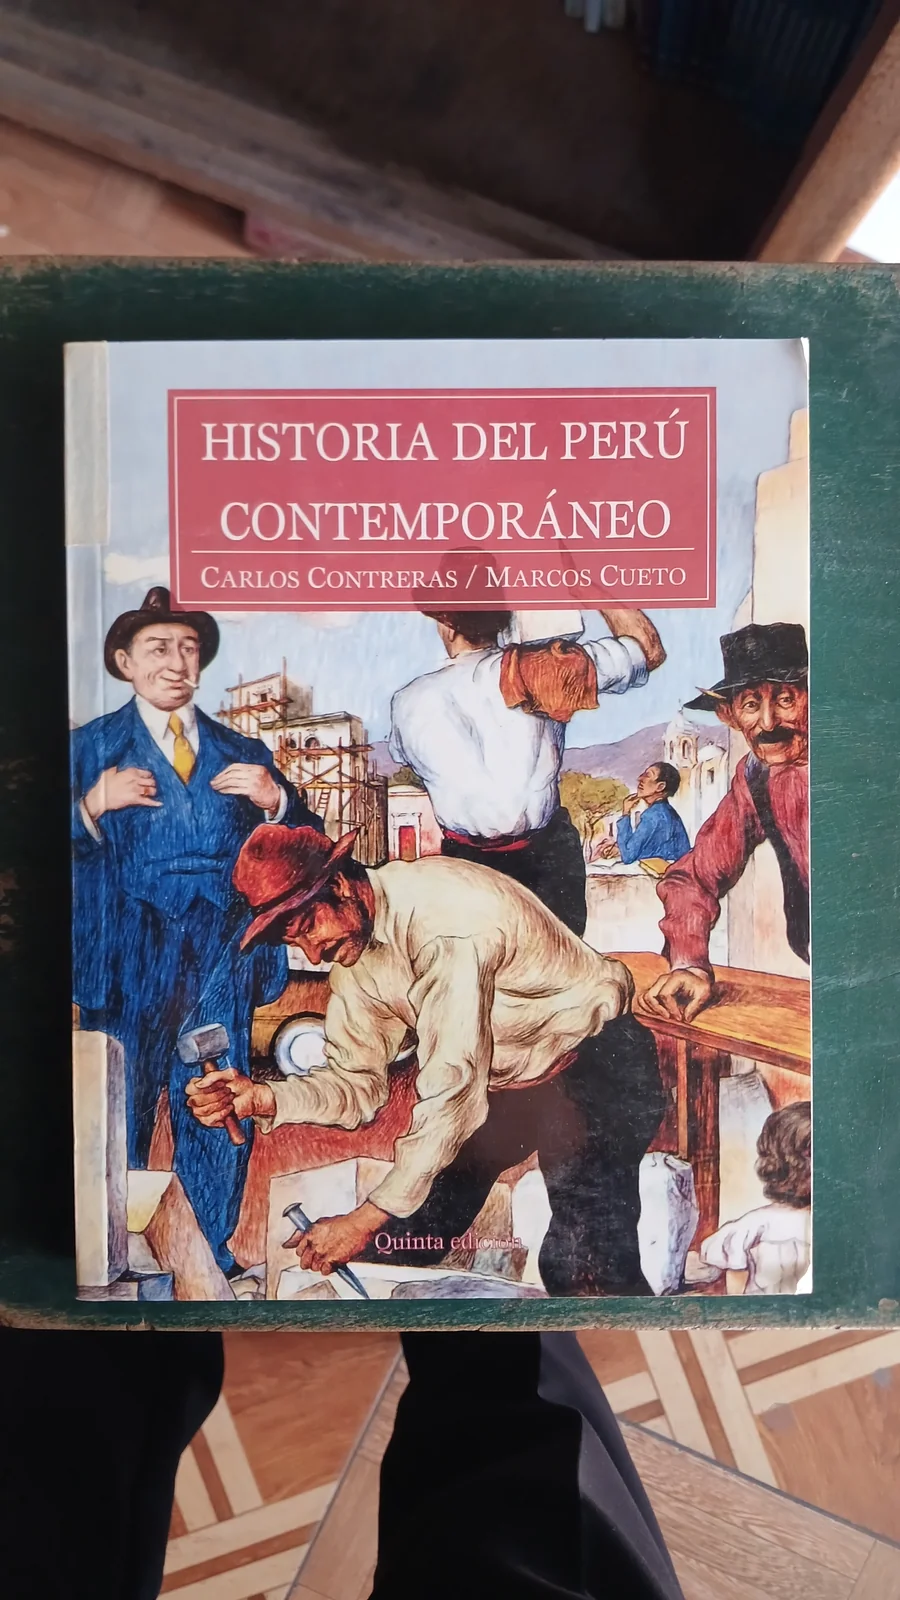 HISTORIA DEL PERÚ
CONTEMPORÁNEO
CARLOS CONTRERAS / MARCOS CUETO
Quinta edición